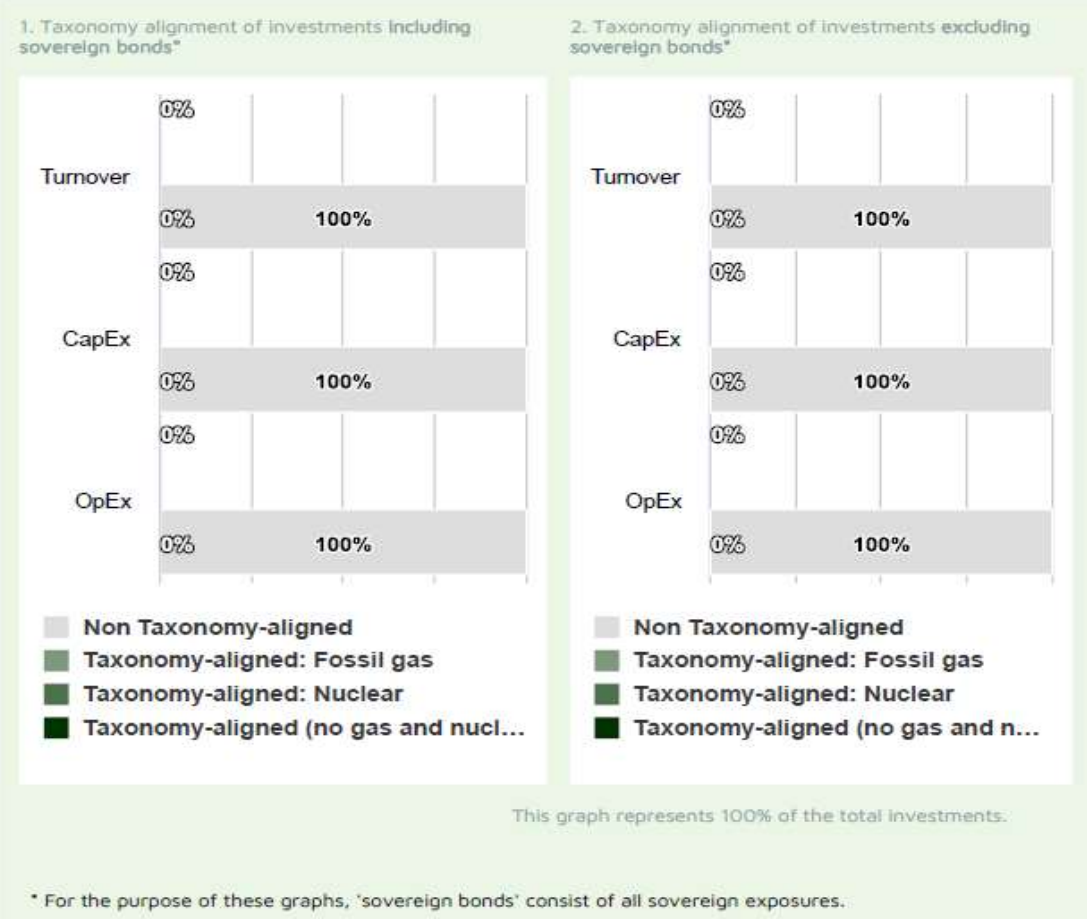 1. Taxonomy alignment of investments including
sovereign bonds*
0%
Turnover
0% 100%
0%
CapEx
0% 100%
0%
OpEx
0% 100%
Non Taxonomy-aligned
Taxonomy-aligned: Fossil gas
Taxonomy-aligned: Nuclear
Taxonomy-aligned (no gas and nucl...
2. Taxonomy alignment of investments excluding
sovereign bonds*
0%
Turnover
0% 100%
0%
CapEx
0% 100%
0%
OpEx
0% 100%
Non Taxonomy-aligned
Taxonomy-aligned: Fossil gas
Taxonomy-aligned: Nuclear
Taxonomy-aligned (no gas and n...
This graph represents 100% of the total investments.
* For the purpose of these graphs, 'sovereign bonds' consist of all sovereign exposures.